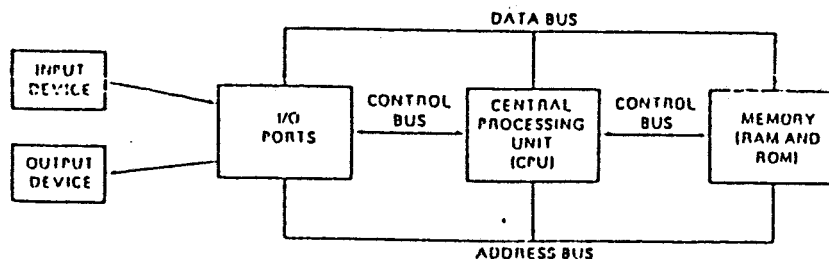 DATA BUS
INPUT
DEVICE
I/O
PORTS
CONTROL
BUS
CENTRAL
PROCESSING
UNIT
(CPU)
CONTROL
BUS
MEMORY
(RAM AND
ROM)
OUTPUT
DEVICE
ADDRESS BUS